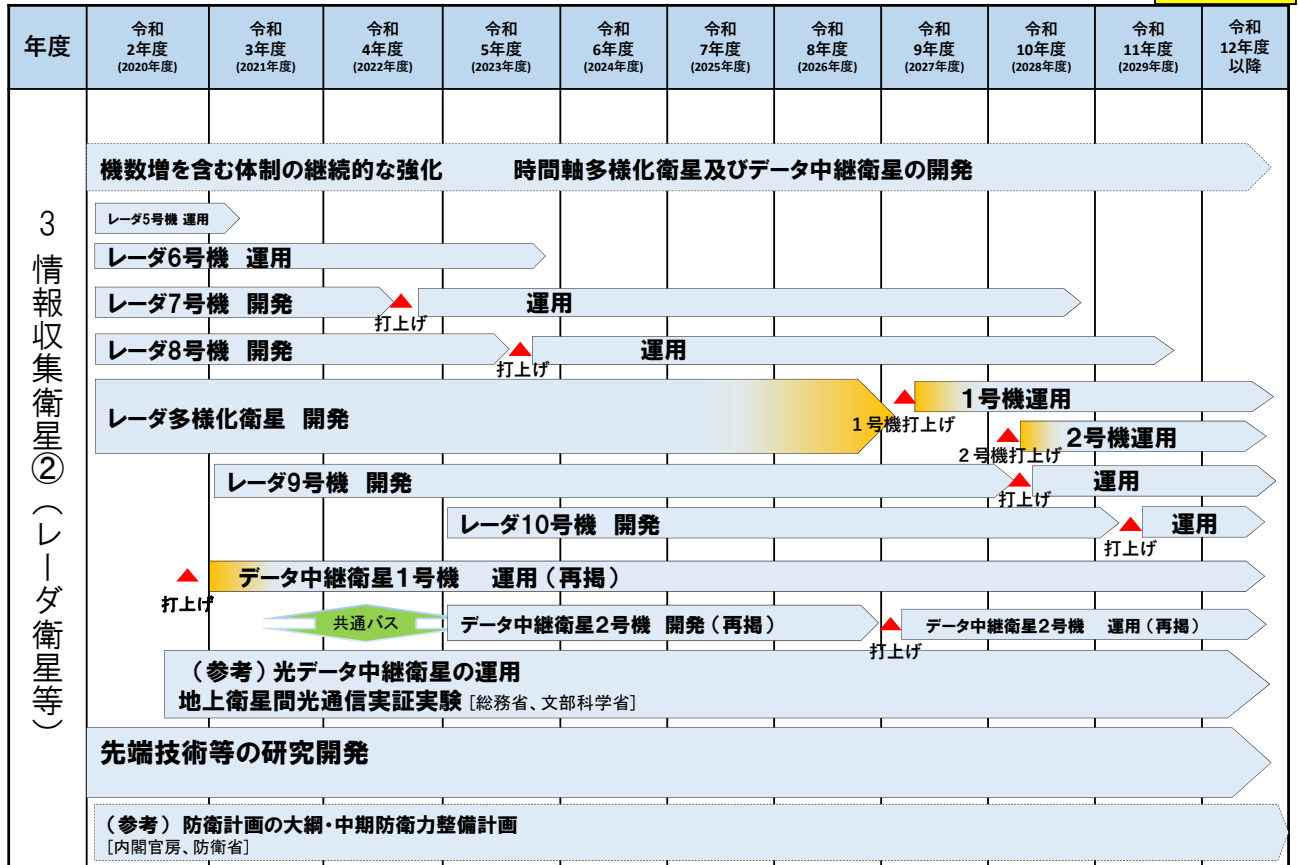 年度
令和
2年度
(2020年度)
令和
3年度
(2021年度)
令和
4年度
(2022年度)
令和
5年度
(2023年度)
令和
6年度
(2024年度)
令和
7年度
(2025年度)
令和
8年度
(2026年度)
令和
9年度
(2027年度)
令和
10年度
(2028年度)
令和
11年度
(2029年度)
令和
12年度
以降
3 情報収集衛星②（レーダ衛星等）
機数増を含む体制の継続的な強化 時間軸多様化衛星及びデータ中継衛星の開発
レーダ5号機 運用
レーダ6号機 運用
レーダ7号機 開発
打上げ
運用
レーダ8号機 開発
打上げ
運用
レーダ多様化衛星 開発
1号機打上げ
1号機運用
2号機打上げ
2号機運用
レーダ9号機 開発
打上げ
運用
レーダ10号機 開発
打上げ
運用
打上げ
データ中継衛星1号機 運用（再掲）
共通バス
データ中継衛星2号機 開発（再掲）
打上げ
データ中継衛星2号機 運用（再掲）
（参考）光データ中継衛星の運用
地上衛星間光通信実証実験［総務省、文部科学省］
先端技術等の研究開発
（参考）防衛計画の大綱・中期防衛力整備計画
［内閣官房、防衛省］